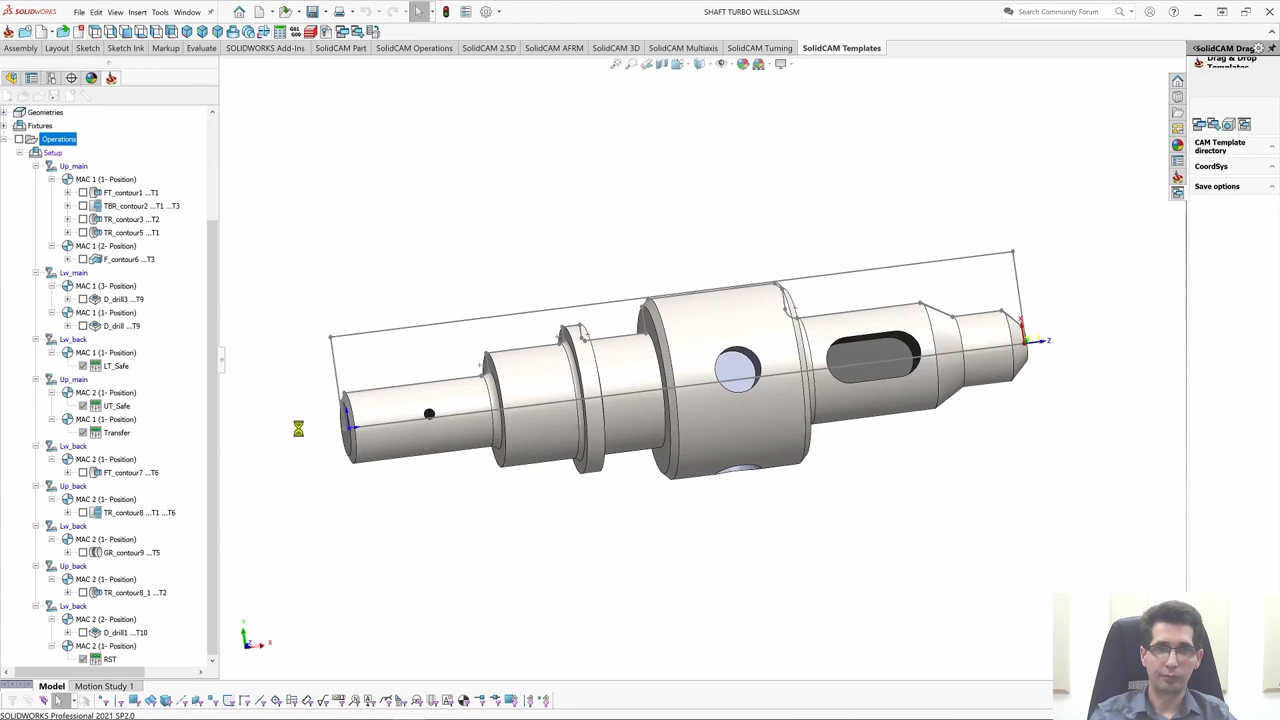 SOLIDWORKS File Edit View Insert Tools Window SHAFT TURBO WELL.SLDASM Search Community Forum
Assembly Layout Sketch Sketch Ink Markup Evaluate SOLIDWORKS Add-Ins SolidCAM Part SolidCAM Operations SolidCAM 2.5D SolidCAM AFRM SolidCAM 3D SolidCAM Multiaxis SolidCAM Turning SolidCAM Templates
SolidCAM Drag
Drag & Drop
Templates
CAM Template
directory
CoordSys
Save options
Geometries
Fixtures
Operations
Setup
Up_main
MAC 1 (1- Position)
FT_contour1 ...T1
TBR_contour2 ...T1 ...T3
TR_contour3 ...T2
TR_contour5 ...T1
MAC 1 (2- Position)
F_contour6 ...T3
Lw_main
MAC 1 (3- Position)
D_drill3 ...T9
MAC 1 (1- Position)
D_drill ...T9
Lw_back
MAC 1 (1- Position)
LT_Safe
Up_main
MAC 2 (1- Position)
UT_Safe
MAC 1 (1- Position)
Transfer
Lw_back
MAC 2 (1- Position)
FT_contour7 ...T6
Up_back
MAC 2 (1- Position)
TR_contour8 ...T1 ...T6
Lw_back
MAC 2 (1- Position)
GR_contour9 ...T5
Up_back
MAC 2 (1- Position)
TR_contour8_1 ...T2
Lw_back
MAC 2 (2- Position)
D_drill1 ...T10
MAC 2 (1- Position)
RST
X
Z
Y
X
Z
Model Motion Study 1
SOLIDWORKS Professional 2021 SP2.0